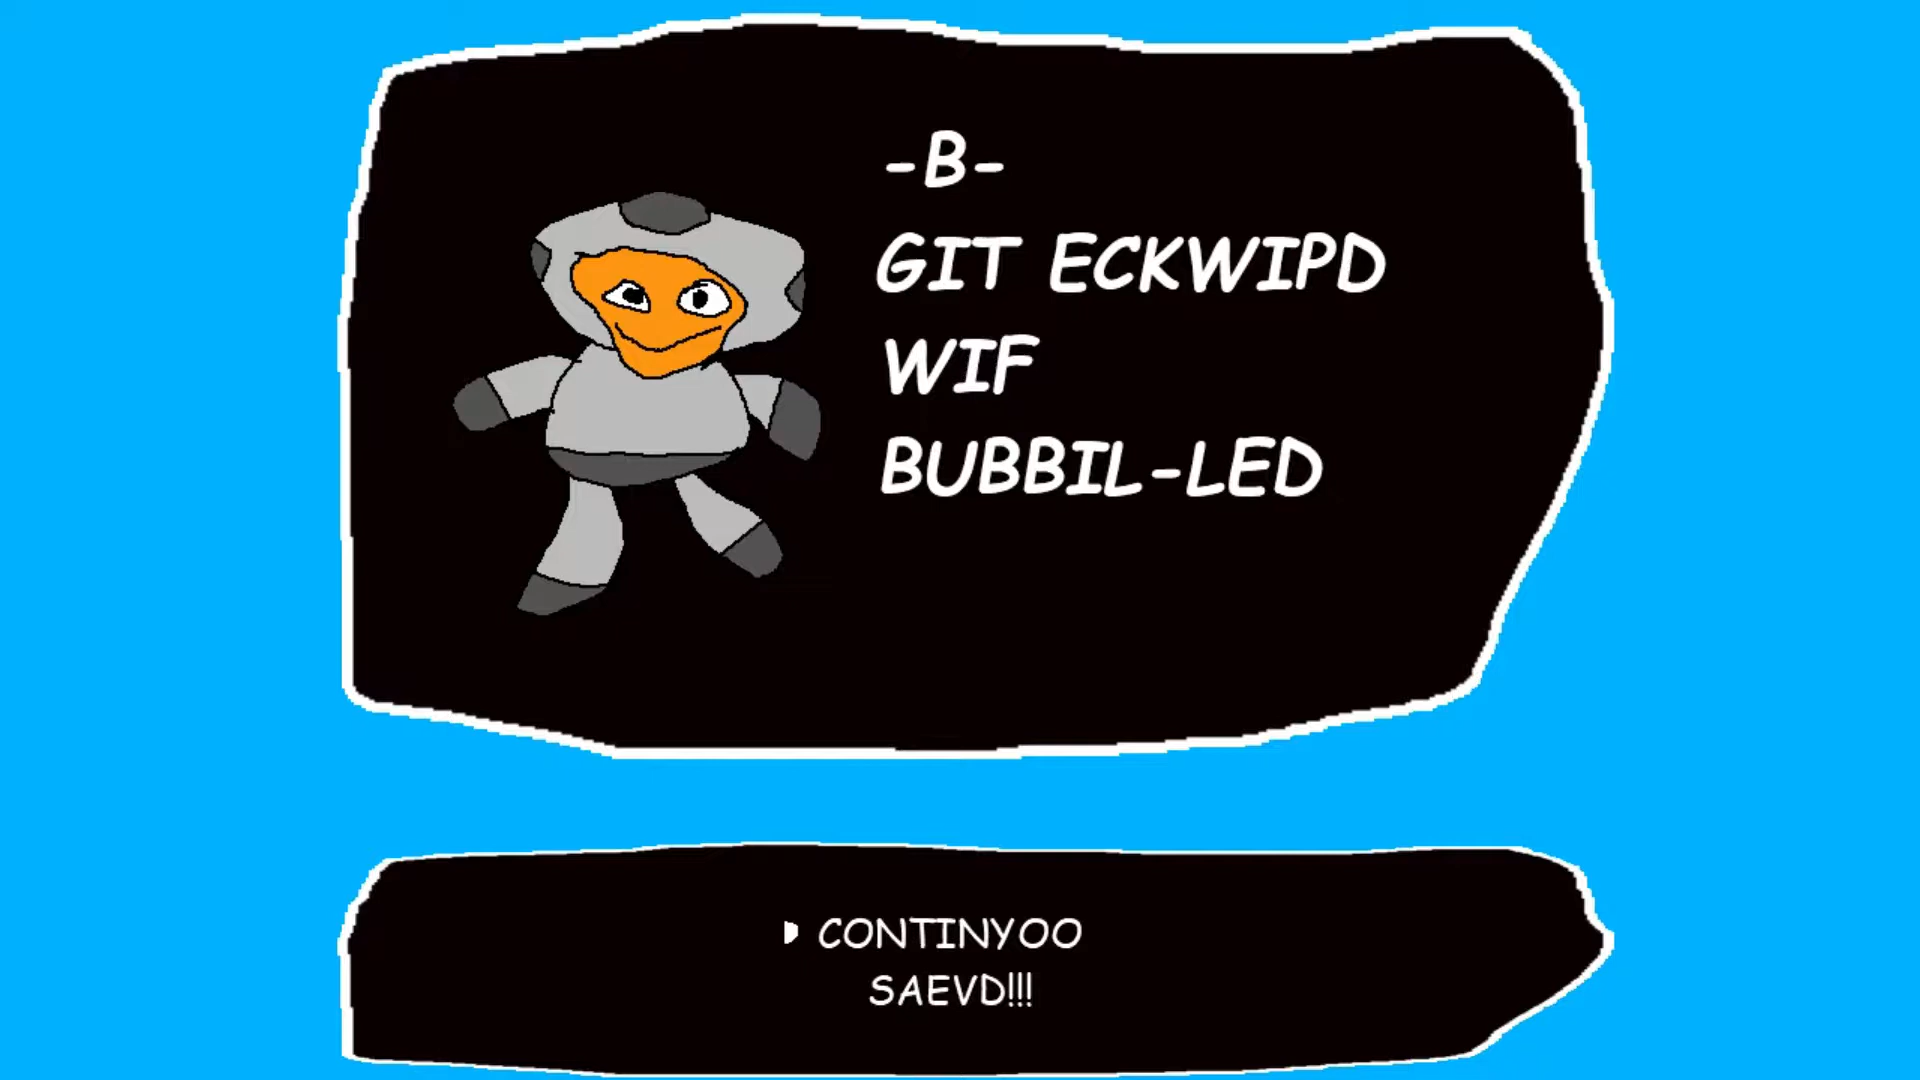 -B-
GIT ECKWIPD
WIF
BUBBIL-LED
CONTINYOO
SAEVD!!!